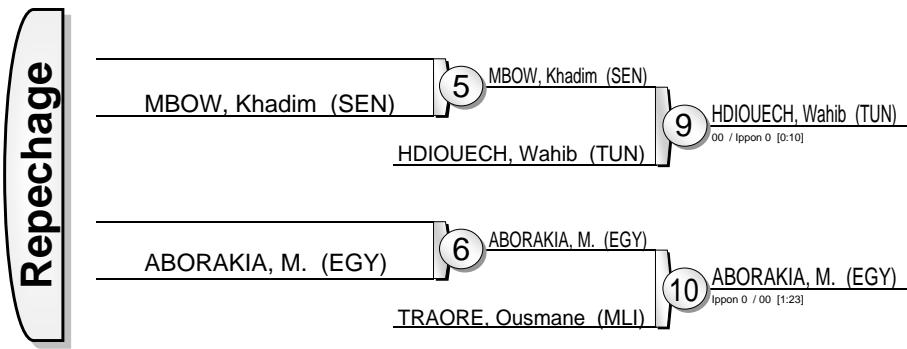 Repechage
MBOW, Khadim (SEN)
5
MBOW, Khadim (SEN)
HDIOUECH, Wahib (TUN)
9
HDIOUECH, Wahib (TUN)
00 / Ippon 0 [0:10]
ABORAKIA, M. (EGY)
6
ABORAKIA, M. (EGY)
TRAORE, Ousmane (MLI)
10
ABORAKIA, M. (EGY)
Ippon 0 / 00 [1:23]